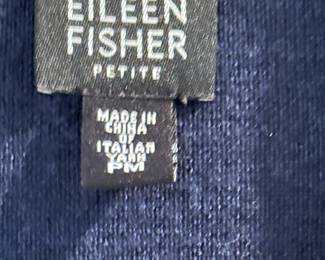 EILEEN
FISHER
PETITE
MADE IN
CHINA
OF
ITALIAN
YARN
PM